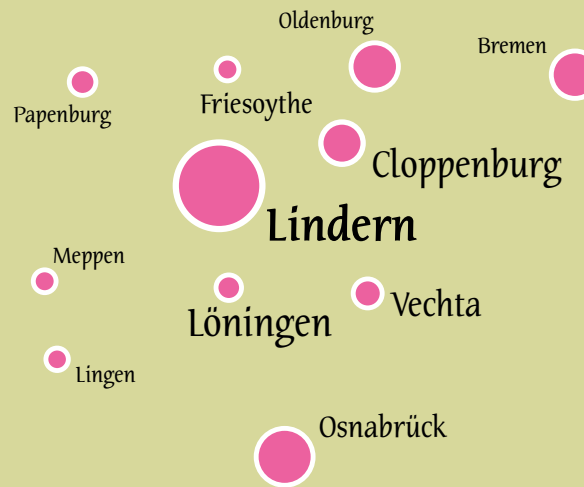 Oldenburg
Bremen
Papenburg
Friesoythe
Cloppenburg
Lindern
Meppen
Löningen
Vechta
Lingen
Osnabrück